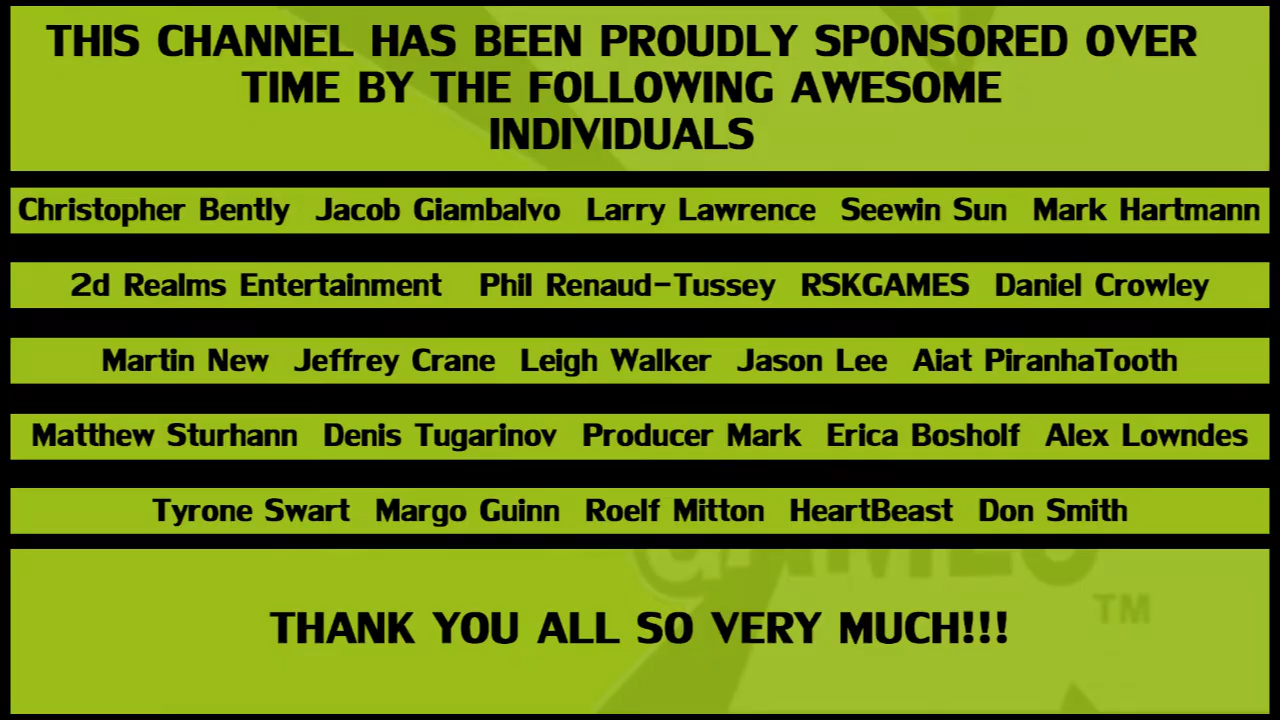 THIS CHANNEL HAS BEEN PROUDLY SPONSORED OVER
TIME BY THE FOLLOWING AWESOME
INDIVIDUALS
Christopher Bently Jacob Giambalvo Larry Lawrence Seewin Sun Mark Hartmann
2d Realms Entertainment Phil Renaud-Tussey RSKGAMES Daniel Crowley
Martin New Jeffrey Crane Leigh Walker Jason Lee Aiat PiranhaTooth
Matthew Sturhann Denis Tugarinov Producer Mark Erica Bosholf Alex Lowndes
Tyrone Swart Margo Guinn Roelf Mitton HeartBeast Don Smith
GAMES
TM
THANK YOU ALL SO VERY MUCH!!!